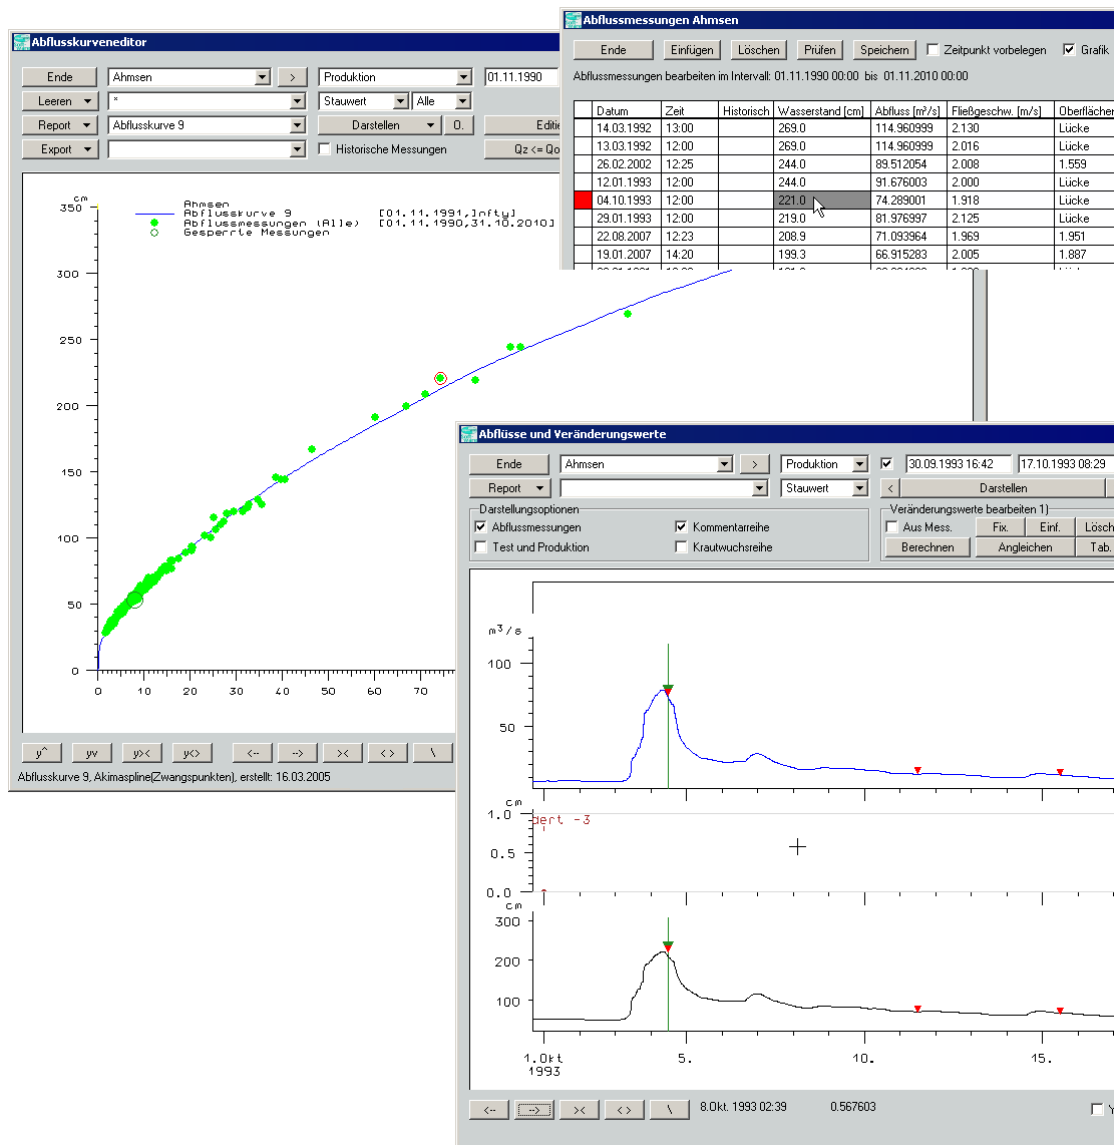 Abflusskurveneditor
Ende Ahmsen > Produktion 01.11.1990
Leeren * Stauwert Alle
Report Abflusskurve 9 Darstellen O. Editie
Export Historische Messungen Qz <= Qo
cm
Ahmsen
Abflusskurve 9 [01.11.1991,Infty]
Abflussmessungen (Alle) [01.11.1990,31.10.2010]
Gesperrte Messungen
350
300
250
200
150
100
50
0
0 10 20 30 40 50 60 70
y^ yv y>< y<> <-- --> >< <> \
Abflusskurve 9, Akimaspline(Zwangspunkten), erstellt: 16.03.2005
Abflussmessungen Ahmsen
Ende Einfügen Löschen Prüfen Speichern Zeitpunkt vorbelegen Grafik
Abflussmessungen bearbeiten im Intervall: 01.11.1990 00:00 bis 01.11.2010 00:00
Datum Zeit Historisch Wasserstand [cm] Abfluss [m³/s] Fließgeschw. [m/s] Oberflächen
14.03.1992 13:00 269.0 114.960999 2.130 Lücke
13.03.1992 12:00 269.0 114.960999 2.016 Lücke
26.02.2002 12:25 244.0 89.512054 2.008 1.559
12.01.1993 12:00 244.0 91.676003 2.000 Lücke
04.10.1993 12:00 221.0 74.289001 1.918 Lücke
29.01.1993 12:00 219.0 81.976997 2.125 Lücke
22.08.2007 12:23 208.9 71.093964 1.969 1.951
19.01.2007 14:20 199.3 66.915283 2.005 1.887
Abflüsse und Veränderungswerte
Ende Ahmsen > Produktion 30.09.1993 16:42 17.10.1993 08:29
Report Stauwert < Darstellen
Darstellungsoptionen Veränderungswerte bearbeiten 1)
Abflussmessungen Kommentarreihe Aus Mess. Fix. Einf. Lösch
Test und Produktion Krautwuchsreihe Berechnen Angleichen Tab.
m³/s
100
50
cm
1.0
dert -3
0.5
0.0
cm
300
200
100
1.Okt 5. 10. 15.
1993
<-- --> >< <> \ 8.Okt. 1993 02:39 0.567603 Y